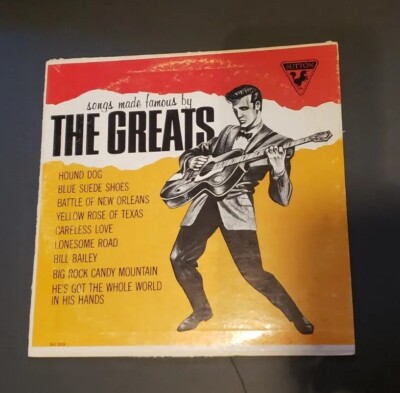 SUTTON
songs made famous by
THE GREATS
HOUND DOG
BLUE SUEDE SHOES
BATTLE OF NEW ORLEANS
YELLOW ROSE OF TEXAS
CARELESS LOVE
LONESOME ROAD
BILL BAILEY
BIG ROCK CANDY MOUNTAIN
HE'S GOT THE WHOLE WORLD
IN HIS HANDS